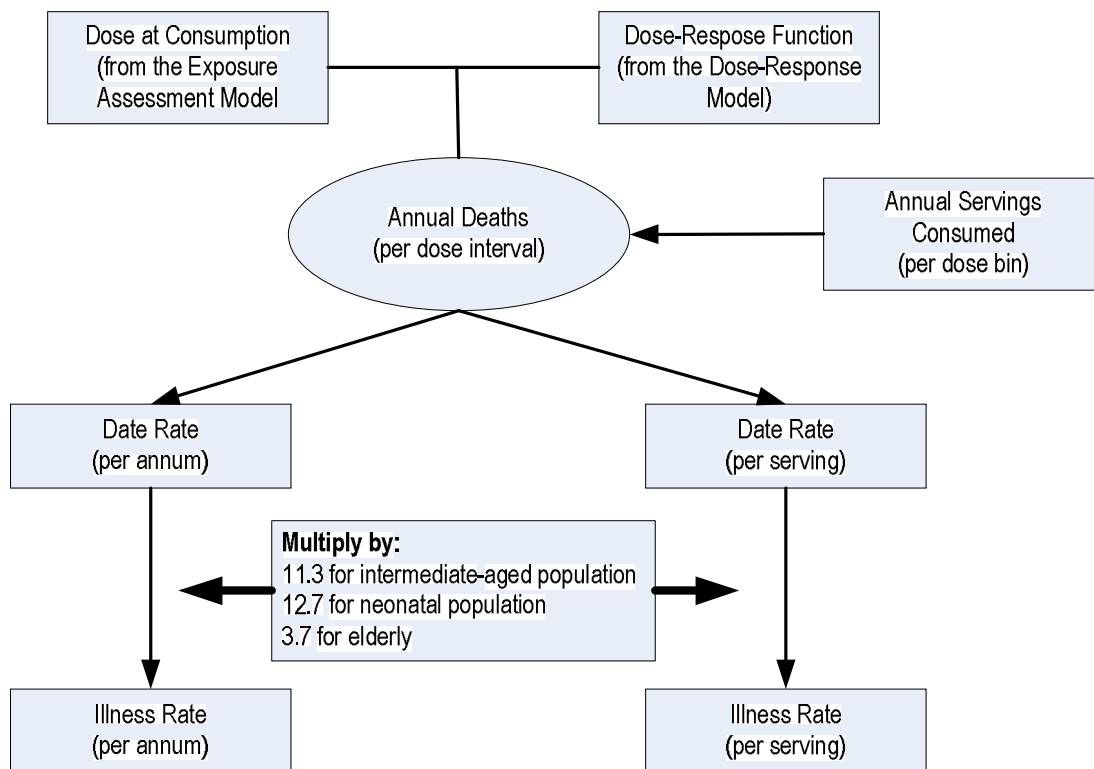 Dose at Consumption
(from the Exposure
Assessment Model
Dose-Respose Function
(from the Dose-Response
Model)
Annual Deaths
(per dose interval)
Annual Servings
Consumed
(per dose bin)
Date Rate
(per annum)
Date Rate
(per serving)
Multiply by:
11.3 for intermediate-aged population
12.7 for neonatal population
3.7 for elderly
Illness Rate
(per annum)
Illness Rate
(per serving)